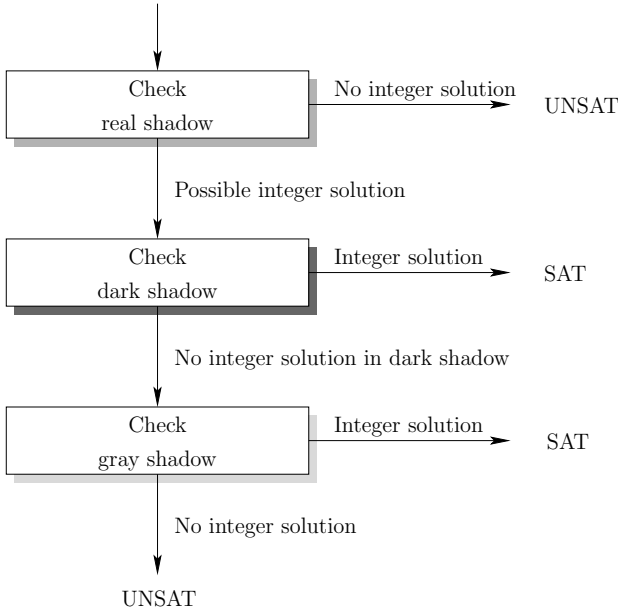 Check
real shadow
No integer solution
UNSAT
Possible integer solution
Check
dark shadow
Integer solution
SAT
No integer solution in dark shadow
Check
gray shadow
Integer solution
SAT
No integer solution
UNSAT